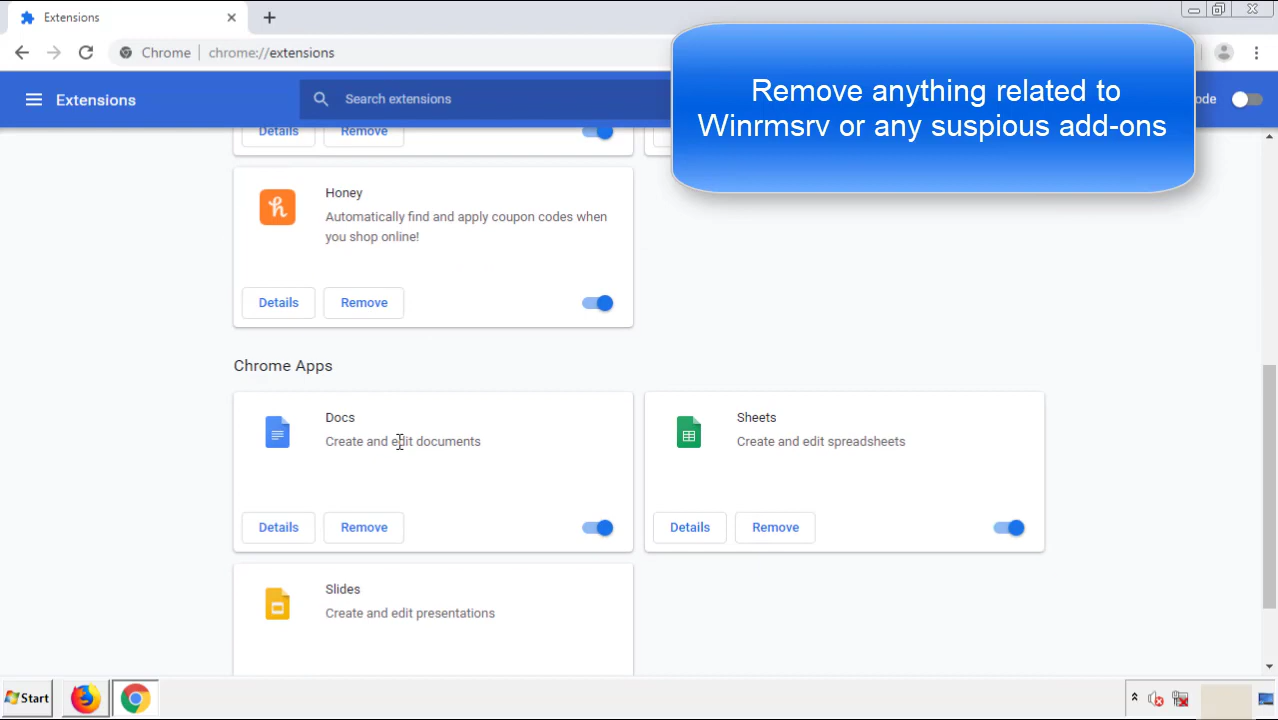 Extensions
Chrome chrome://extensions
Remove anything related to
Winrmsrv or any suspious add-ons
Extensions
Search extensions
ode
Details Remove
Honey
Automatically find and apply coupon codes when
you shop online!
Details Remove
Chrome Apps
Docs
Create and edit documents
Details Remove
Sheets
Create and edit spreadsheets
Details Remove
Slides
Create and edit presentations
Start